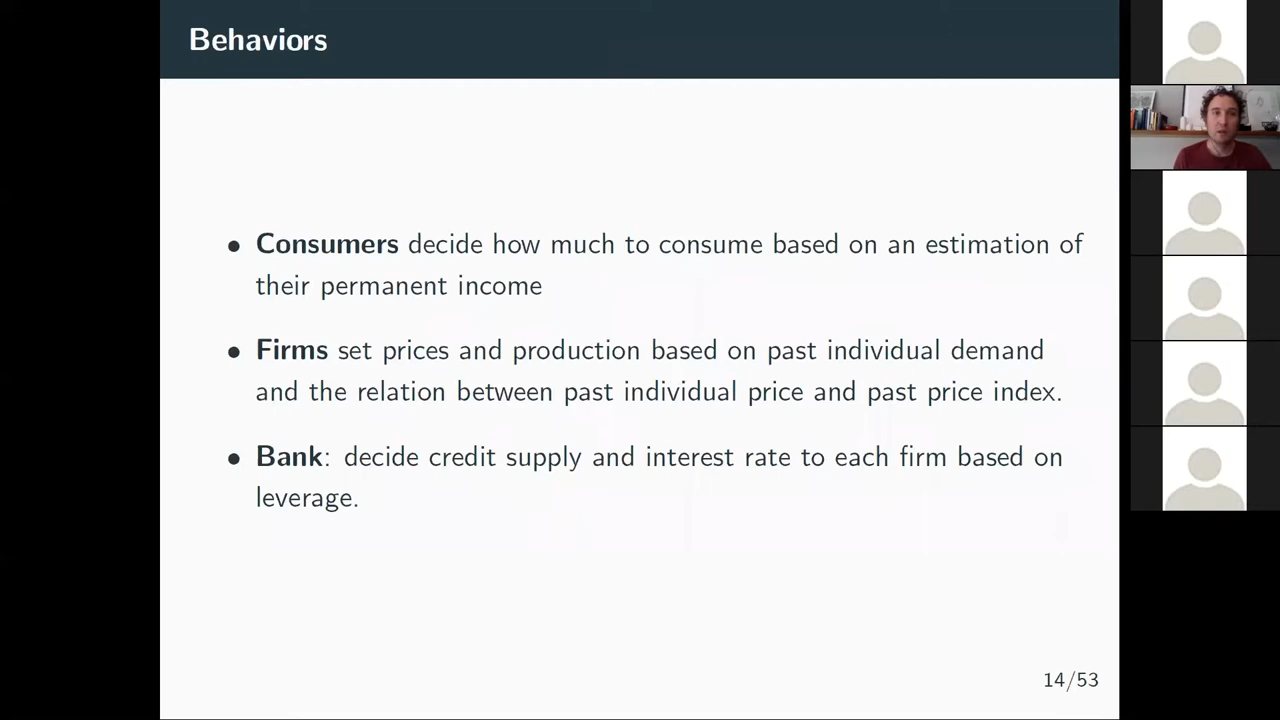 Behaviors
• Consumers decide how much to consume based on an estimation of
their permanent income
• Firms set prices and production based on past individual demand
and the relation between past individual price and past price index.
• Bank: decide credit supply and interest rate to each firm based on
leverage.
14/53